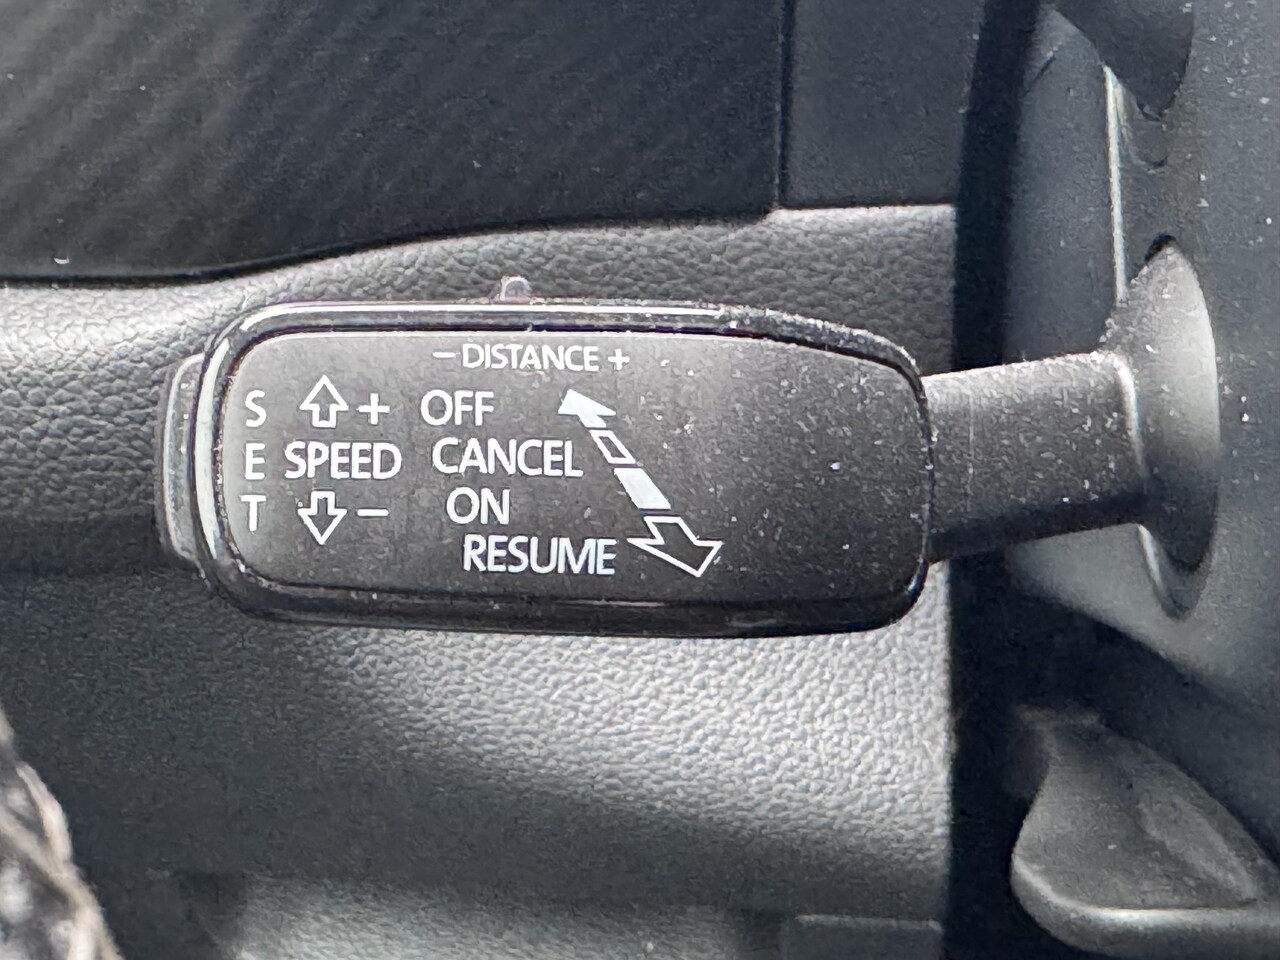 − DISTANCE +
S + OFF
E SPEED CANCEL
T − ON
RESUME